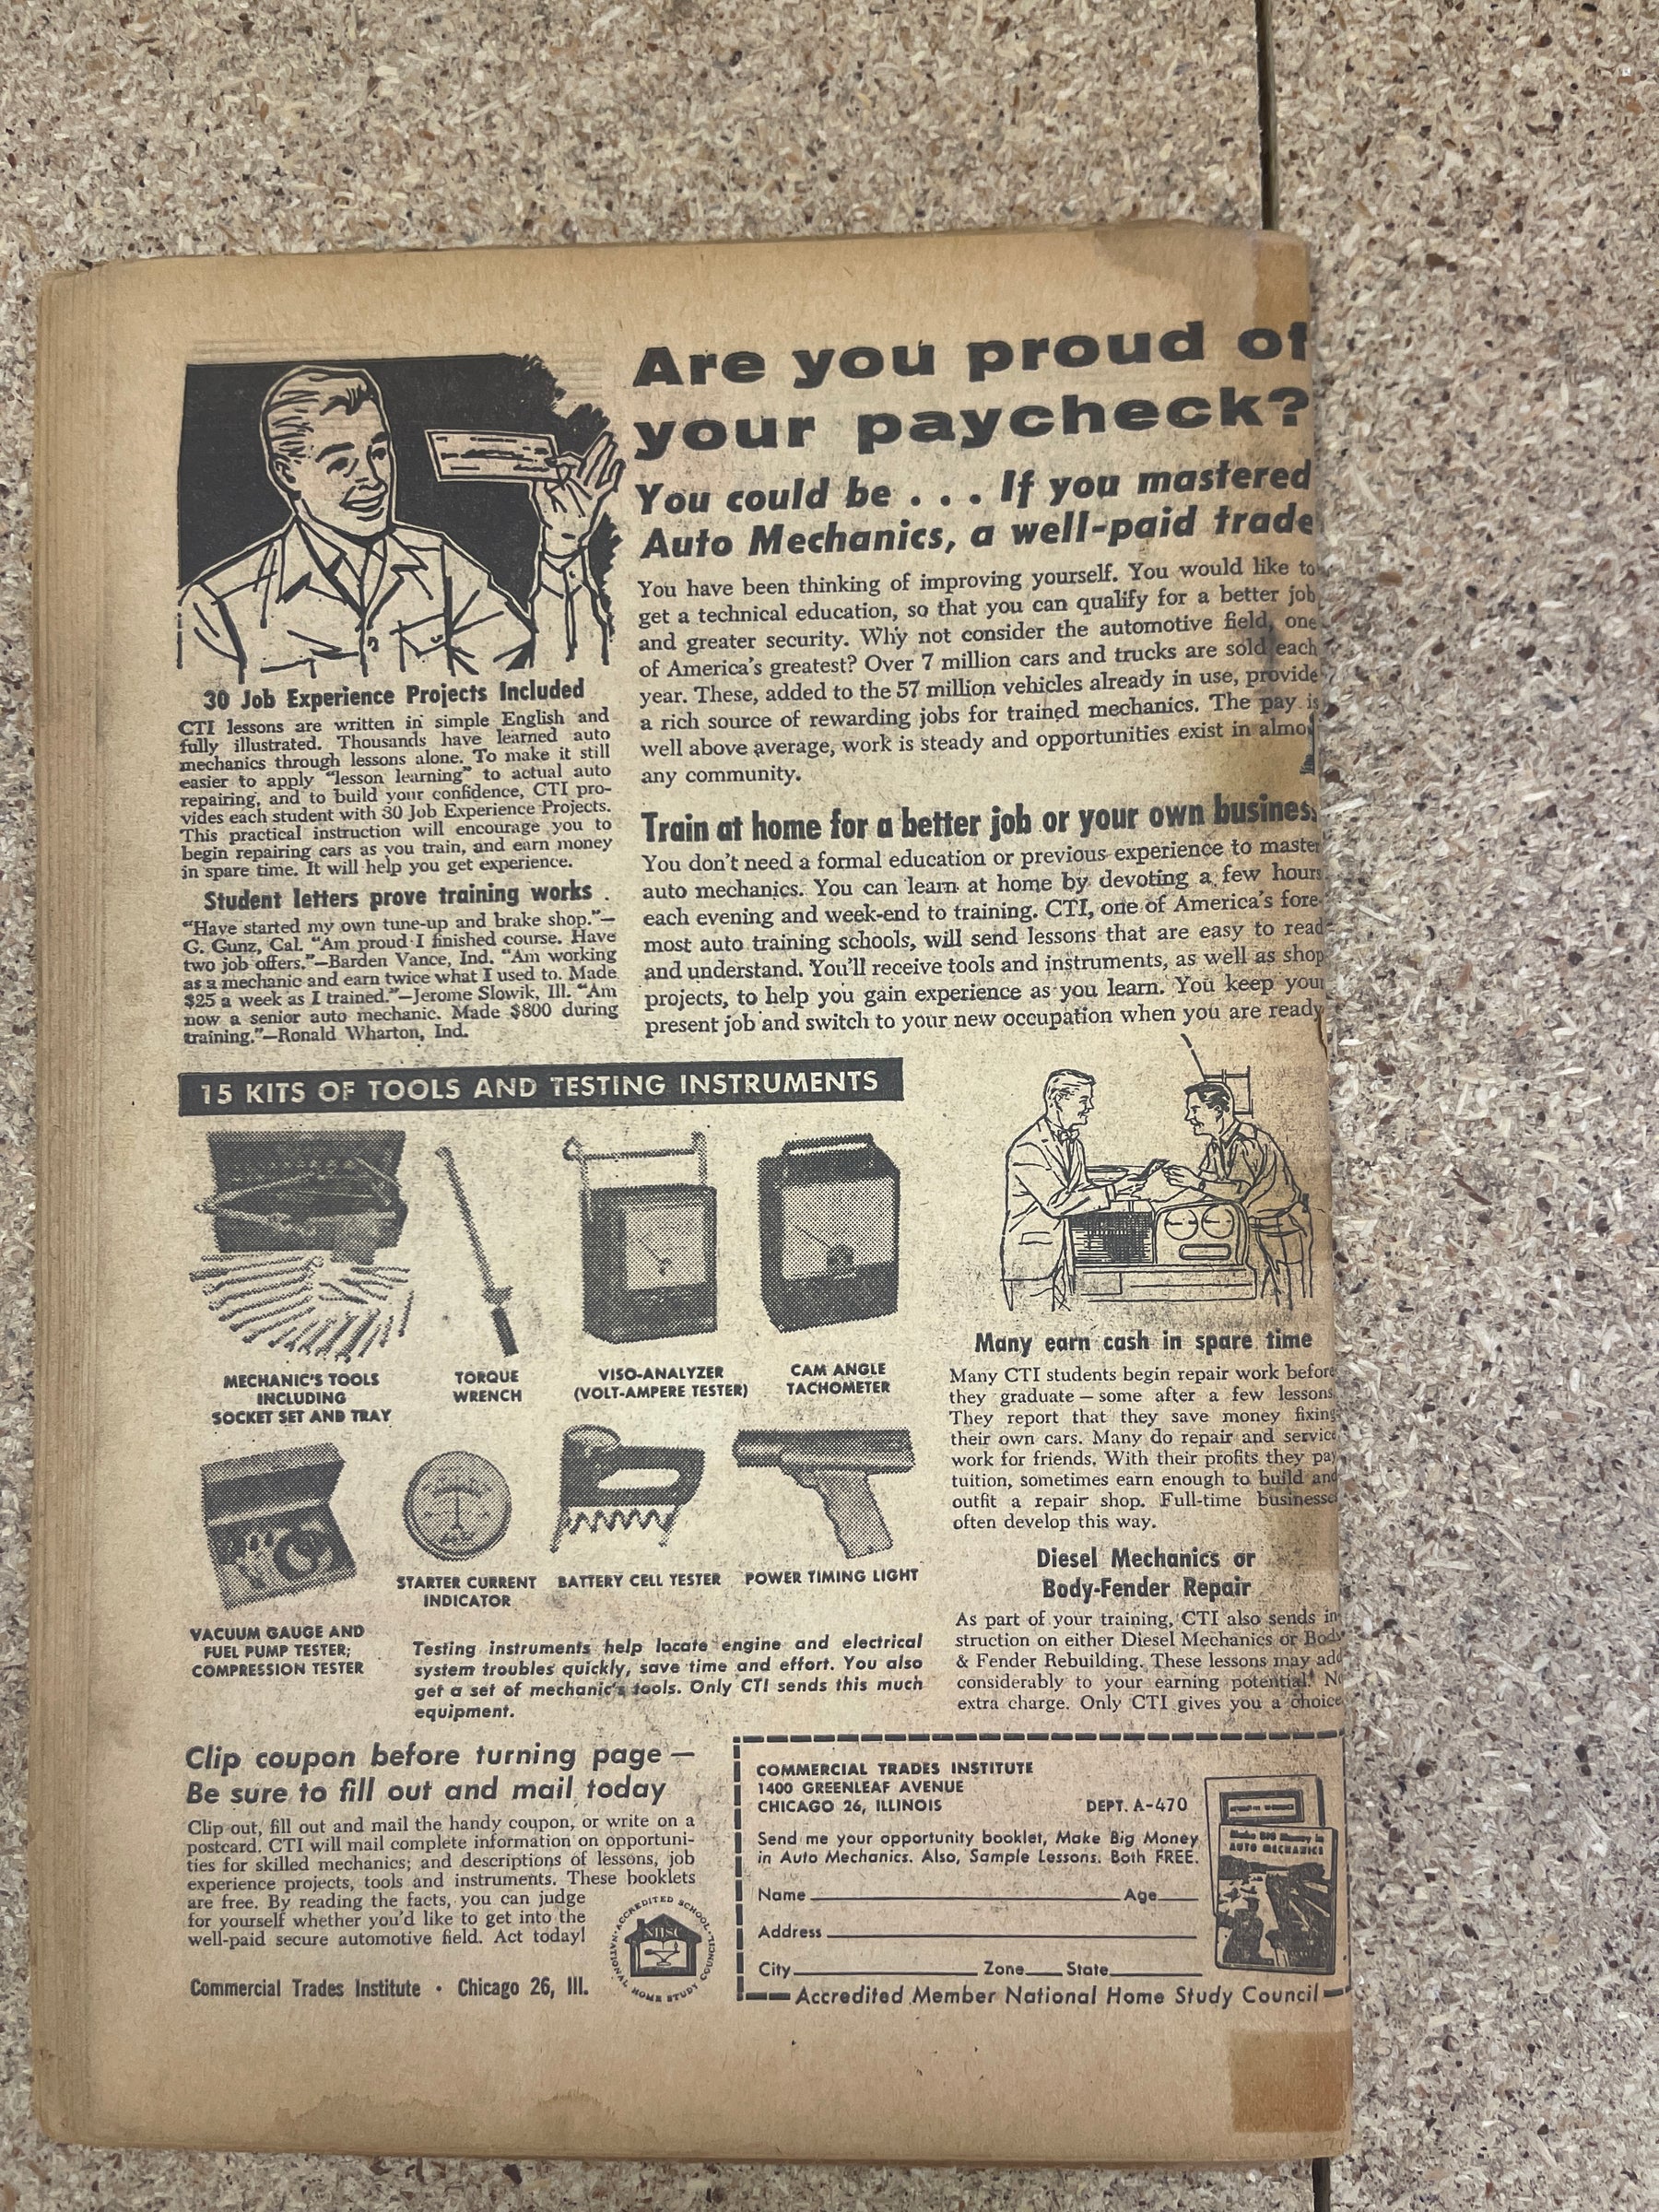 Are you proud of
your paycheck?
You could be . . . If you mastered
Auto Mechanics, a well-paid trade
You have been thinking of improving yourself. You would like to
get a technical education, so that you can qualify for a better job
and greater security. Why not consider the automotive field, one
of America's greatest? Over 7 million cars and trucks are sold each
year. These, added to the 57 million vehicles already in use, provide
a rich source of rewarding jobs for trained mechanics. The pay is
well above average, work is steady and opportunities exist in almo
any community.
30 Job Experience Projects Included
CTI lessons are written in simple English and
fully illustrated. Thousands have learned auto
mechanics through lessons alone. To make it still
easier to apply "lesson learning" to actual auto
repairing, and to build your confidence, CTI pro-
vides each student with 30 Job Experience Projects.
This practical instruction will encourage you to
begin repairing cars as you train, and earn money
in spare time. It will help you get experience.
Student letters prove training works
"Have started my own tune-up and brake shop."—
G. Gunz, Cal. "Am proud I finished course. Have
two job offers."—Barden Vance, Ind. "Am working
as a mechanic and earn twice what I used to. Made
$25 a week as I trained."—Jerome Slowik, Ill. "Am
now a senior auto mechanic. Made $800 during
training."—Ronald Wharton, Ind.
Train at home for a better job or your own busines
You don't need a formal education or previous experience to master
auto mechanics. You can learn at home by devoting a few hours
each evening and week-end to training. CTI, one of America's fore-
most auto training schools, will send lessons that are easy to read
and understand. You'll receive tools and instruments, as well as shop
projects, to help you gain experience as you learn. You keep your
present job and switch to your new occupation when you are ready
15 KITS OF TOOLS AND TESTING INSTRUMENTS
MECHANIC'S TOOLS
INCLUDING
SOCKET SET AND TRAY
TORQUE
WRENCH
VISO-ANALYZER
(VOLT-AMPERE TESTER)
CAM ANGLE
TACHOMETER
VACUUM GAUGE AND
FUEL PUMP TESTER;
COMPRESSION TESTER
STARTER CURRENT
INDICATOR
BATTERY CELL TESTER
POWER TIMING LIGHT
Testing instruments help locate engine and electrical
system troubles quickly, save time and effort. You also
get a set of mechanic's tools. Only CTI sends this much
equipment.
Many earn cash in spare time
Many CTI students begin repair work before
they graduate — some after a few lessons
They report that they save money fixing
their own cars. Many do repair and service
work for friends. With their profits they pay
tuition, sometimes earn enough to build and
outfit a repair shop. Full-time businesse
often develop this way.
Diesel Mechanics or
Body-Fender Repair
As part of your training, CTI also sends in-
struction on either Diesel Mechanics or Body
& Fender Rebuilding. These lessons may add
considerably to your earning potential. No
extra charge. Only CTI gives you a choice
Clip coupon before turning page —
Be sure to fill out and mail today
Clip out, fill out and mail the handy coupon, or write on a
postcard. CTI will mail complete information on opportuni-
ties for skilled mechanics; and descriptions of lessons, job
experience projects, tools and instruments. These booklets
are free. By reading the facts, you can judge
for yourself whether you'd like to get into the
well-paid secure automotive field. Act today!
Commercial Trades Institute • Chicago 26, Ill.
ACCREDITED SCHOOL
NATIONAL HOME STUDY COUNCIL
NHSC
COMMERCIAL TRADES INSTITUTE
1400 GREENLEAF AVENUE
CHICAGO 26, ILLINOIS DEPT. A-470
Send me your opportunity booklet, Make Big Money
in Auto Mechanics. Also, Sample Lessons. Both FREE.
Name Age
Address
City Zone State
Make BIG Money in
AUTO MECHANICS
Accredited Member National Home Study Council